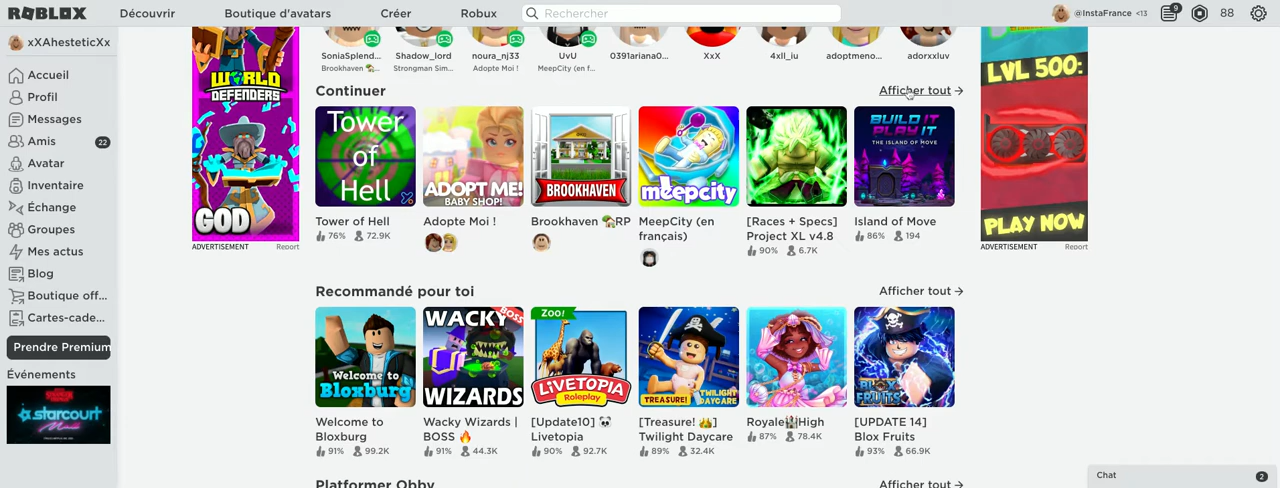 ROBLOX Découvrir Boutique d'avatars Créer Robux Rechercher @InstaFrance <13 9 88
xXAhesteticXx
Accueil
Profil
Messages
Amis 22
Avatar
Inventaire
Échange
Groupes
Mes actus
Blog
Boutique off...
Cartes-cade...
Prendre Premium
Événements
starcourt
WORLD
DEFENDERS
GOD
ADVERTISEMENT Report
SoniaSplend... Shadow_lord noura_nj33 UvU 0391ariana0... XxX 4xll_iu adoptmeno... adorxxluv
Brookhaven Strongman Sim... Adopte Moi ! MeepCity (en f...
Continuer Afficher tout →
Tower
of
Hell
ADOPT ME!
BABY SHOP!
BROOKHAVEN
meepcity
BUILD IT
PLAY IT
THE ISLAND OF MOVE
Tower of Hell
76% 72.9K
Adopte Moi !
Brookhaven 🏡RP
MeepCity (en
français)
[Races + Specs]
Project XL v4.8
90% 6.7K
Island of Move
86% 194
Recommandé pour toi Afficher tout →
Welcome to
Bloxburg
WACKY
BOSS
WIZARDS
Zoo!
LIVETOPIA
Roleplay
TREASURE!
TWILIGHT
DAYCARE
BLOX
FRUITS
Welcome to
Bloxburg
91% 99.2K
Wacky Wizards |
BOSS 🔥
91% 44.3K
[Update10] 🐼
Livetopia
90% 92.7K
[Treasure! 👑]
Twilight Daycare
89% 32.4K
Royale🏰High
87% 78.4K
[UPDATE 14]
Blox Fruits
93% 66.9K
Platformer Obby Afficher tout →
LVL 500:
PLAY NOW
ADVERTISEMENT Report
Chat 2